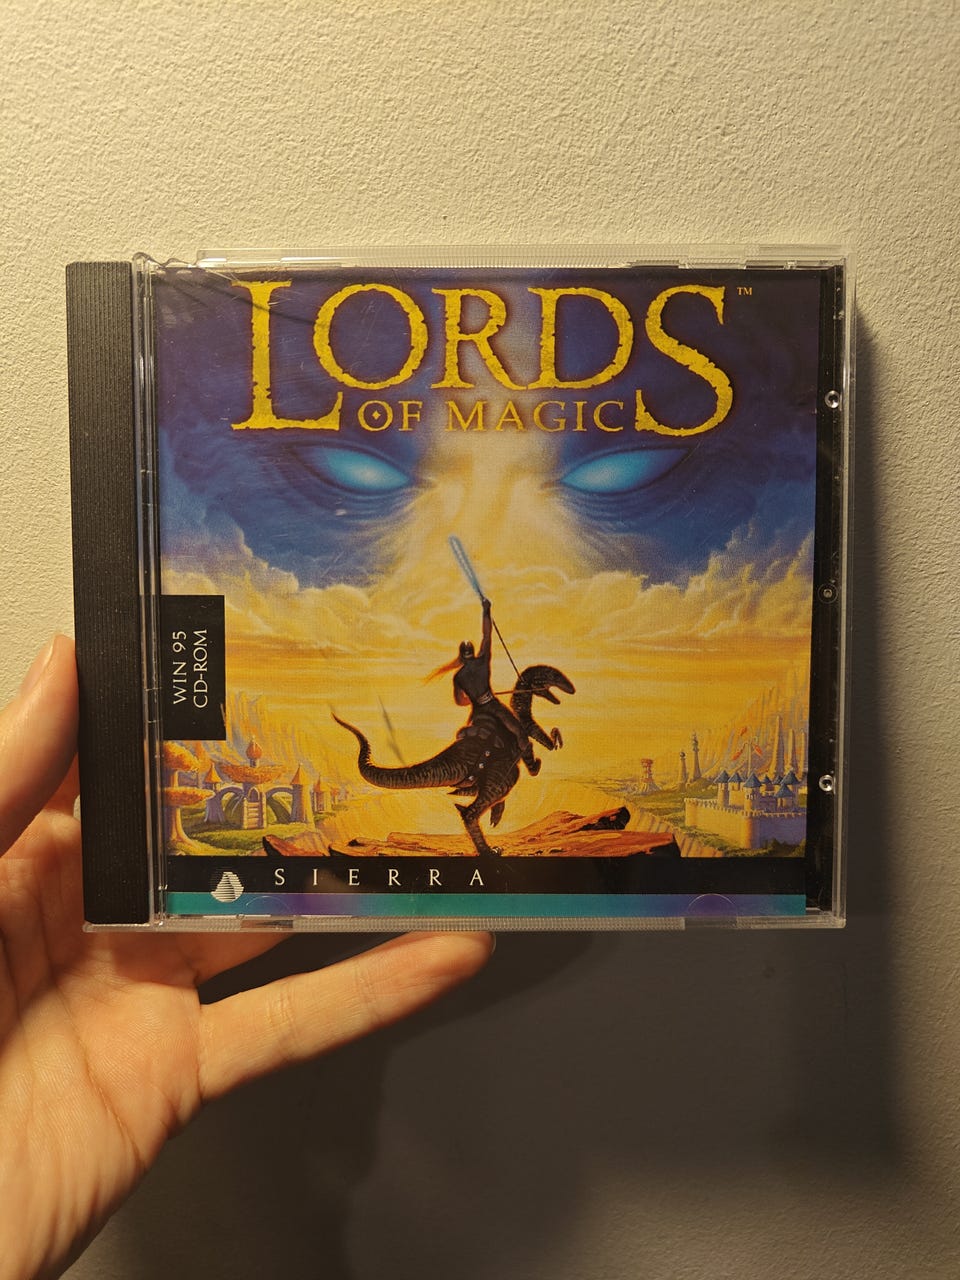 LORDS™
OF MAGIC
WIN 95
CD-ROM
SIERRA